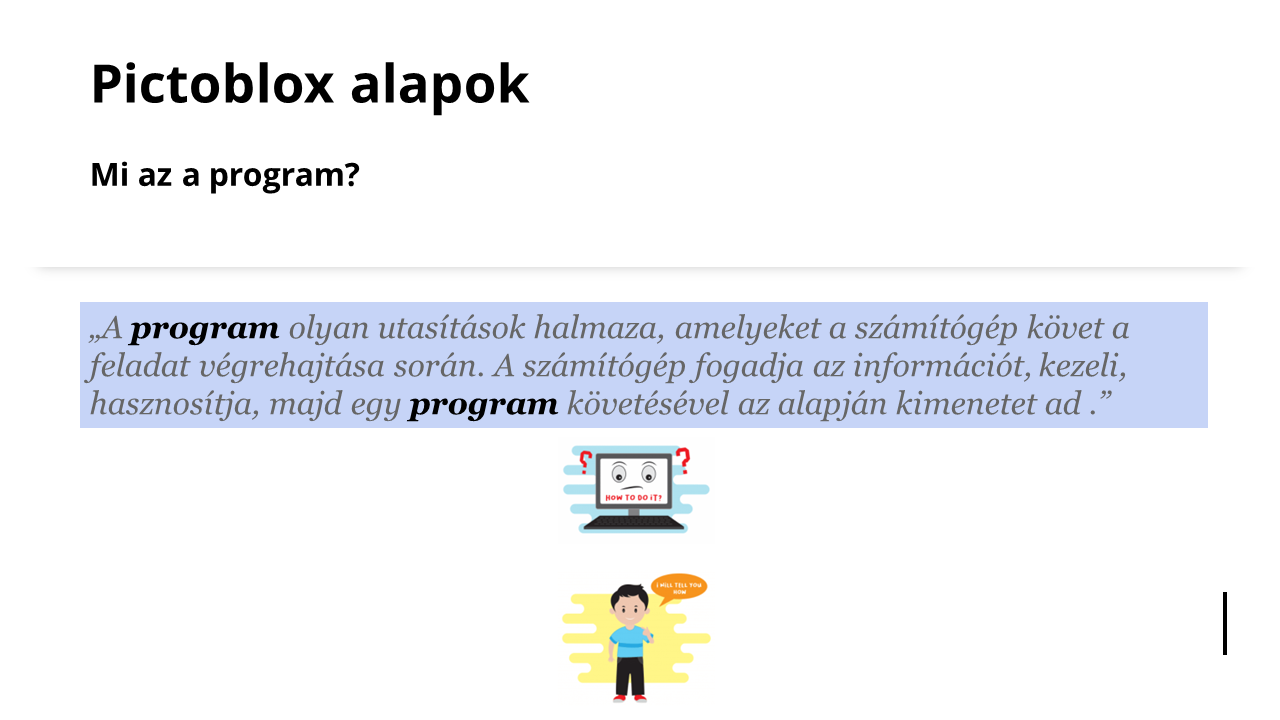 Pictoblox alapok
Mi az a program?
„A program olyan utasítások halmaza, amelyeket a számítógép követ a
feladat végrehajtása során. A számítógép fogadja az információt, kezeli,
hasznosítja, majd egy program követésével az alapján kimenetet ad .”
? ?
HOW TO DO iT?
I WILL TELL YOU
HOW